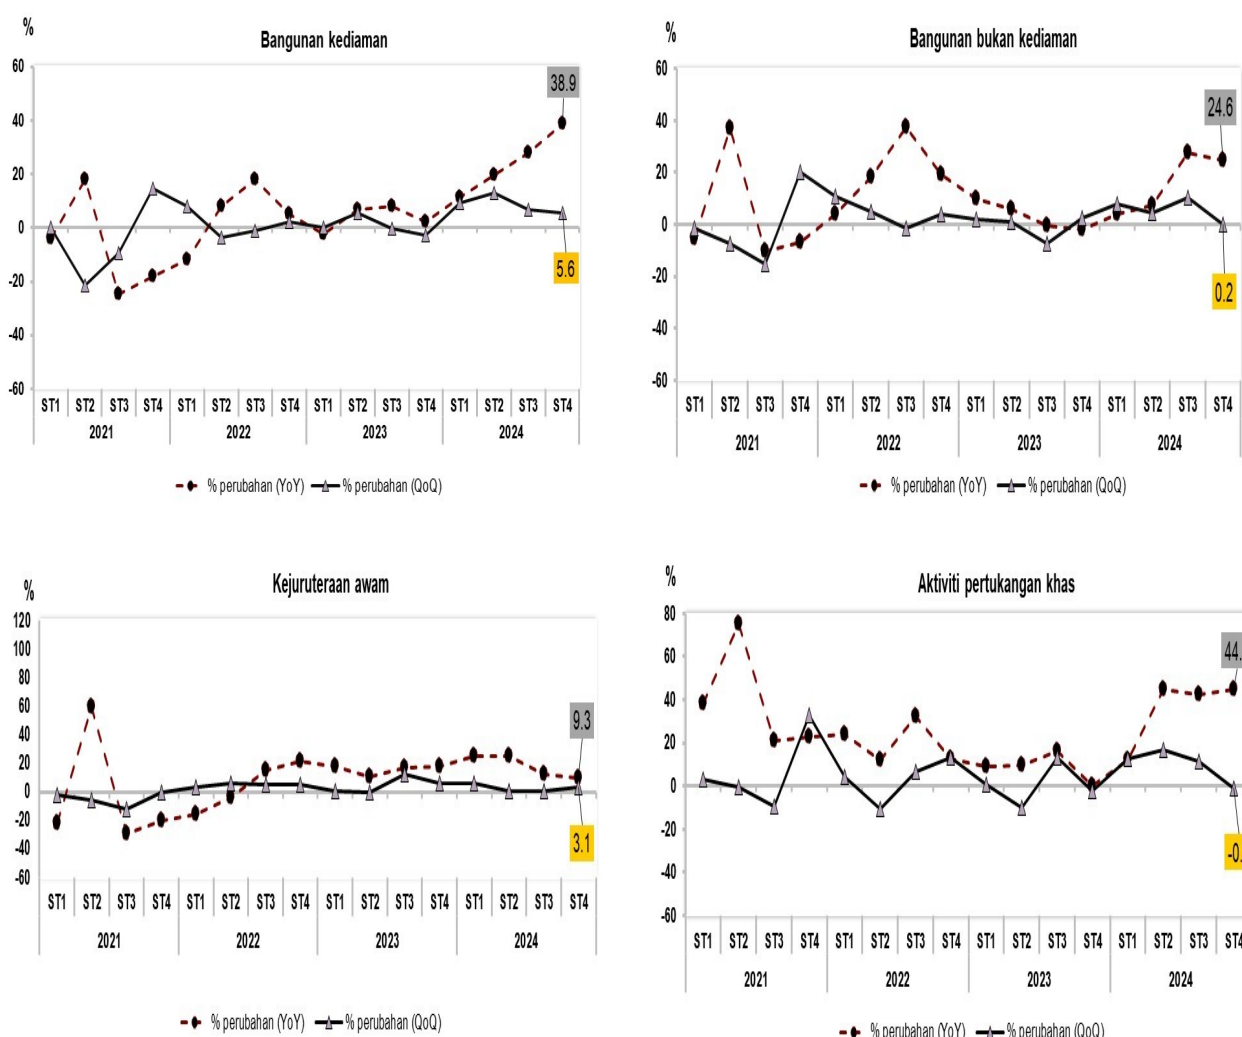 %
Bangunan kediaman
60
40
20
0
-20
-40
-60
38.9
5.6
ST1 ST2 ST3 ST4 ST1 ST2 ST3 ST4 ST1 ST2 ST3 ST4 ST1 ST2 ST3 ST4
2021 2022 2023 2024
% perubahan (YoY) % perubahan (QoQ)
%
Bangunan bukan kediaman
60
40
20
0
-20
-40
-60
24.6
0.2
ST1 ST2 ST3 ST4 ST1 ST2 ST3 ST4 ST1 ST2 ST3 ST4 ST1 ST2 ST3 ST4
2021 2022 2023 2024
% perubahan (YoY) % perubahan (QoQ)
%
Kejuruteraan awam
120
100
80
60
40
20
0
-20
-40
-60
9.3
3.1
ST1 ST2 ST3 ST4 ST1 ST2 ST3 ST4 ST1 ST2 ST3 ST4 ST1 ST2 ST3 ST4
2021 2022 2023 2024
% perubahan (YoY) % perubahan (QoQ)
%
Aktiviti pertukangan khas
80
60
40
20
0
-20
-40
-60
44.
-0.
ST1 ST2 ST3 ST4 ST1 ST2 ST3 ST4 ST1 ST2 ST3 ST4 ST1 ST2 ST3 ST4
2021 2022 2023 2024
% perubahan (YoY) % perubahan (QoQ)